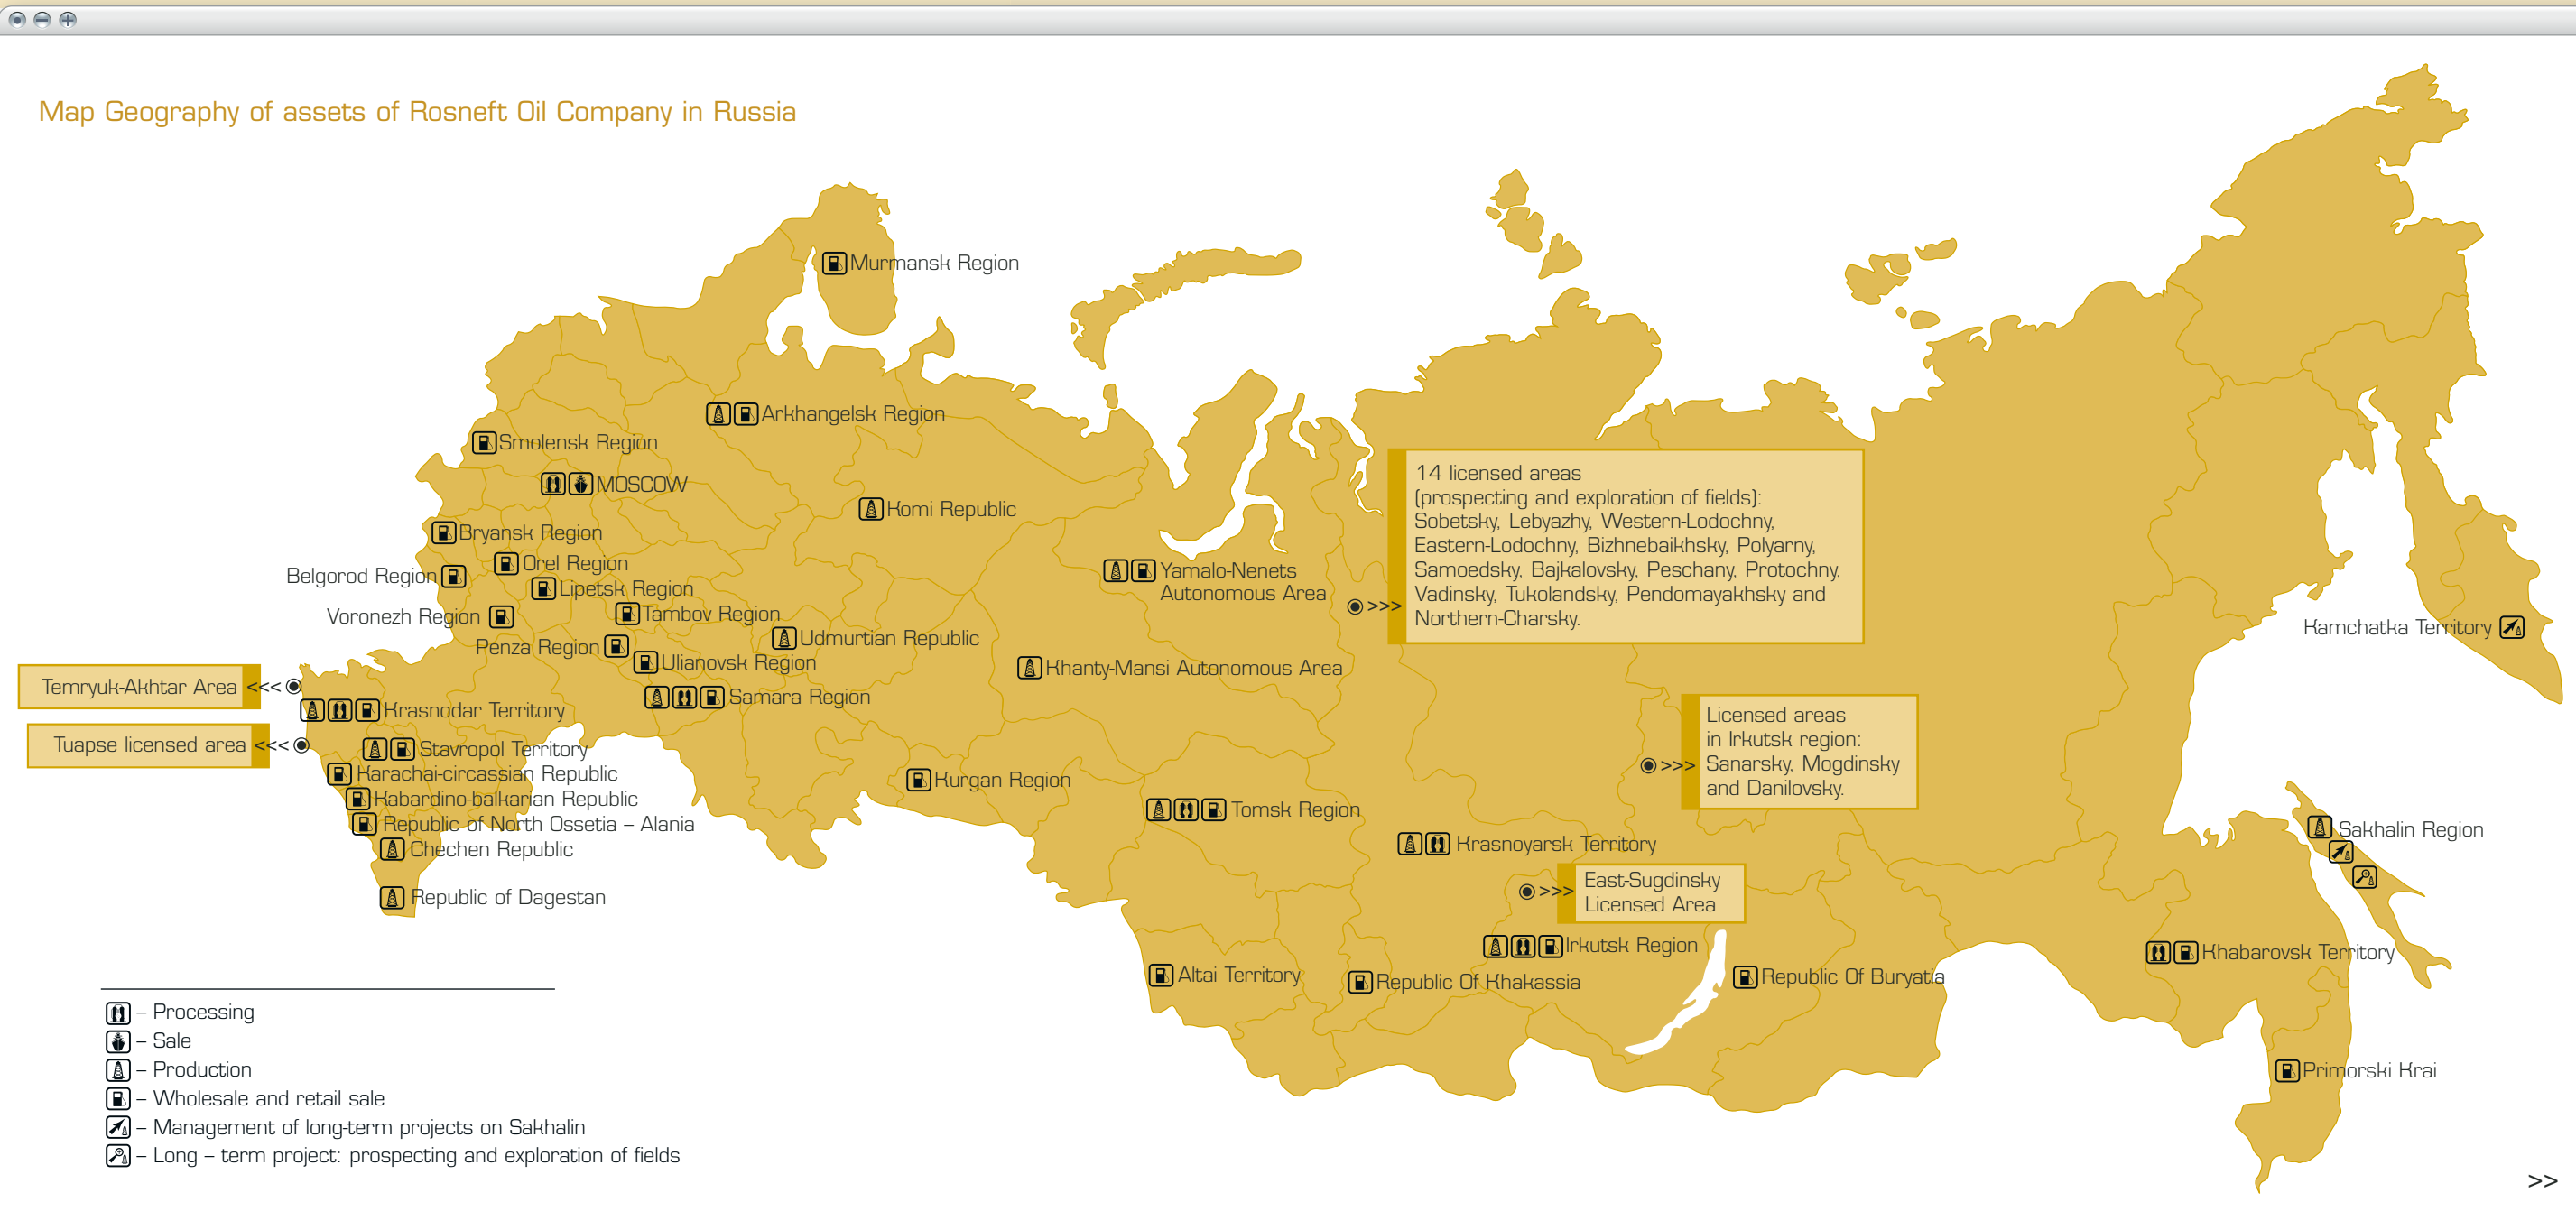 Map Geography of assets of Rosneft Oil Company in Russia
Murmansk Region
Arkhangelsk Region
Smolensk Region
MOSCOW
Komi Republic
Bryansk Region
Orel Region
Belgorod Region
Lipetsk Region
Voronezh Region
Tambov Region
Penza Region
Udmurtian Republic
Ulianovsk Region
Samara Region
Yamalo-Nenets
Autonomous Area
Khanty-Mansi Autonomous Area
>>>
14 licensed areas
(prospecting and exploration of fields):
Sobetsky, Lebyazhy, Western-Lodochny,
Eastern-Lodochny, Bizhnebaikhsky, Polyarny,
Samoedsky, Bajkalovsky, Peschany, Protochny,
Vadinsky, Tukolandsky, Pendomayakhsky and
Northern-Charsky.
Kamchatka Territory
Temryuk-Akhtar Area <<<
Krasnodar Territory
Tuapse licensed area <<<
Stavropol Territory
Karachai-circassian Republic
Kabardino-balkarian Republic
Republic of North Ossetia – Alania
Chechen Republic
Republic of Dagestan
Kurgan Region
Tomsk Region
>>>
Licensed areas
in Irkutsk region:
Sanarsky, Mogdinsky
and Danilovsky.
Krasnoyarsk Territory
>>>
East-Sugdinsky
Licensed Area
Irkutsk Region
Altai Territory
Republic Of Khakassia
Republic Of Buryatia
Sakhalin Region
Khabarovsk Territory
Primorski Krai
– Processing
– Sale
– Production
– Wholesale and retail sale
– Management of long-term projects on Sakhalin
– Long – term project: prospecting and exploration of fields
>>